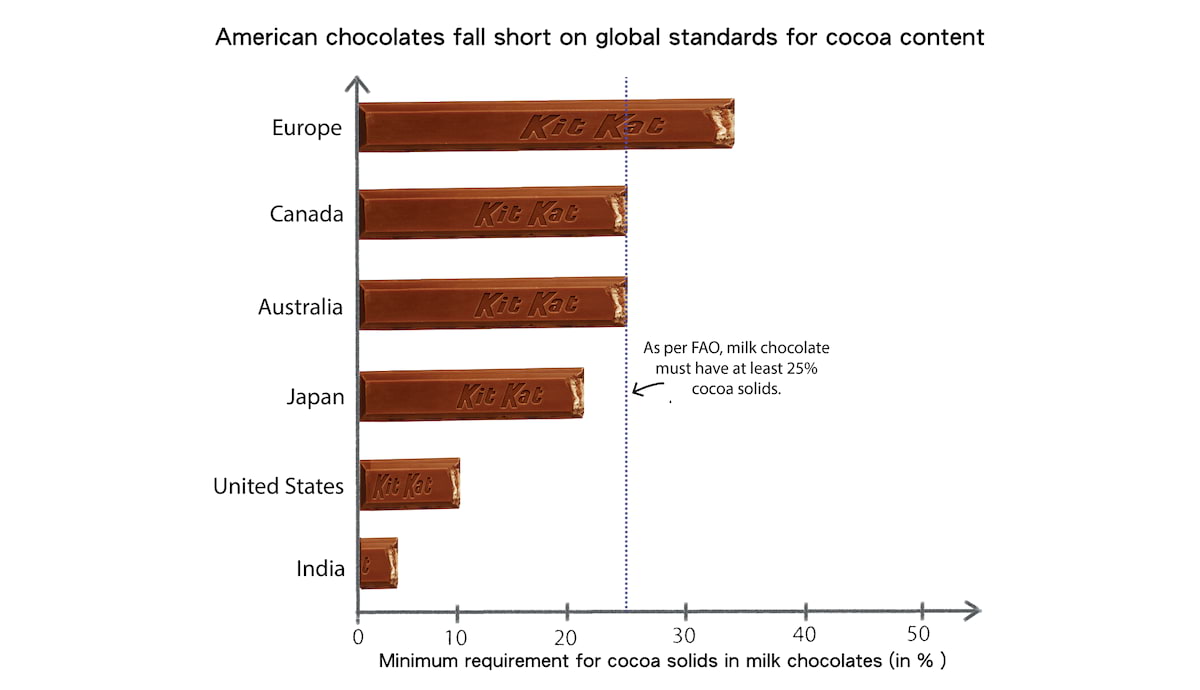 American chocolates fall short on global standards for cocoa content
Europe
Kit Kat
Canada
Kit Kat
Australia
Kit Kat
As per FAO, milk chocolate
must have at least 25%
cocoa solids.
Japan
Kit Kat
United States
Kit Kat
India
t
0 10 20 30 40 50
Minimum requirement for cocoa solids in milk chocolates (in % )